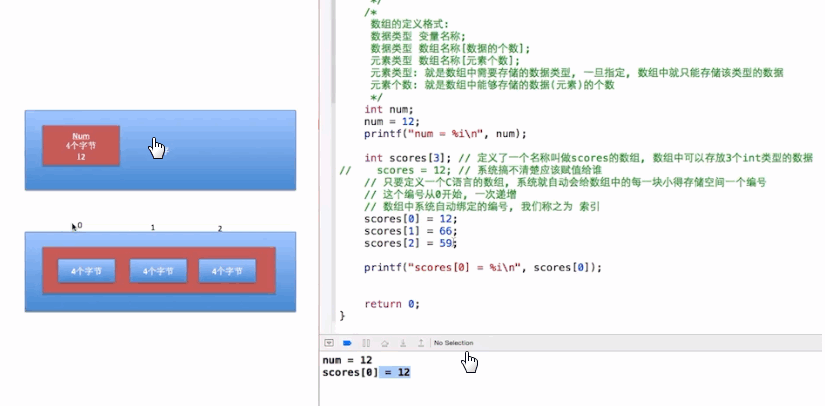 */
/*
数组的定义格式:
数据类型 变量名称;
数据类型 数组名称[数据的个数];
元素类型 数组名称[元素个数];
元素类型: 就是数组中需要存储的数据类型, 一旦指定, 数组中就只能存储该类型的数据
元素个数: 就是数组中能够存储的数据(元素)的个数
*/
int num;
num = 12;
printf("num = %i\n", num);
int scores[3]; // 定义了一个名称叫做scores的数组, 数组中可以存放3个int类型的数据
// scores = 12; // 系统搞不清楚应该赋值给谁
// 只要定义一个C语言的数组, 系统就自动会给数组中的每一块小得存储空间一个编号
// 这个编号从0开始, 一次递增
// 数组中系统自动绑定的编号, 我们称之为 索引
scores[0] = 12;
scores[1] = 66;
scores[2] = 59;
printf("scores[0] = %i\n", scores[0]);
return 0;
}
Num
4个字节
12
0 1 2
4个字节 4个字节 4个字节
No Selection
num = 12
scores[0] = 12